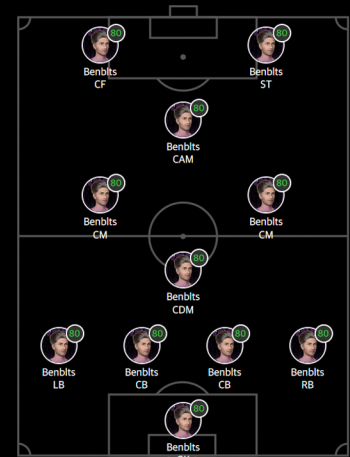 80 80
Benblts Benblts
CF ST
80
Benblts
CAM
80 80
Benblts Benblts
CM CM
80
Benblts
CDM
80 80 80 80
Benblts Benblts Benblts Benblts
LB CB CB RB
80
Benblts